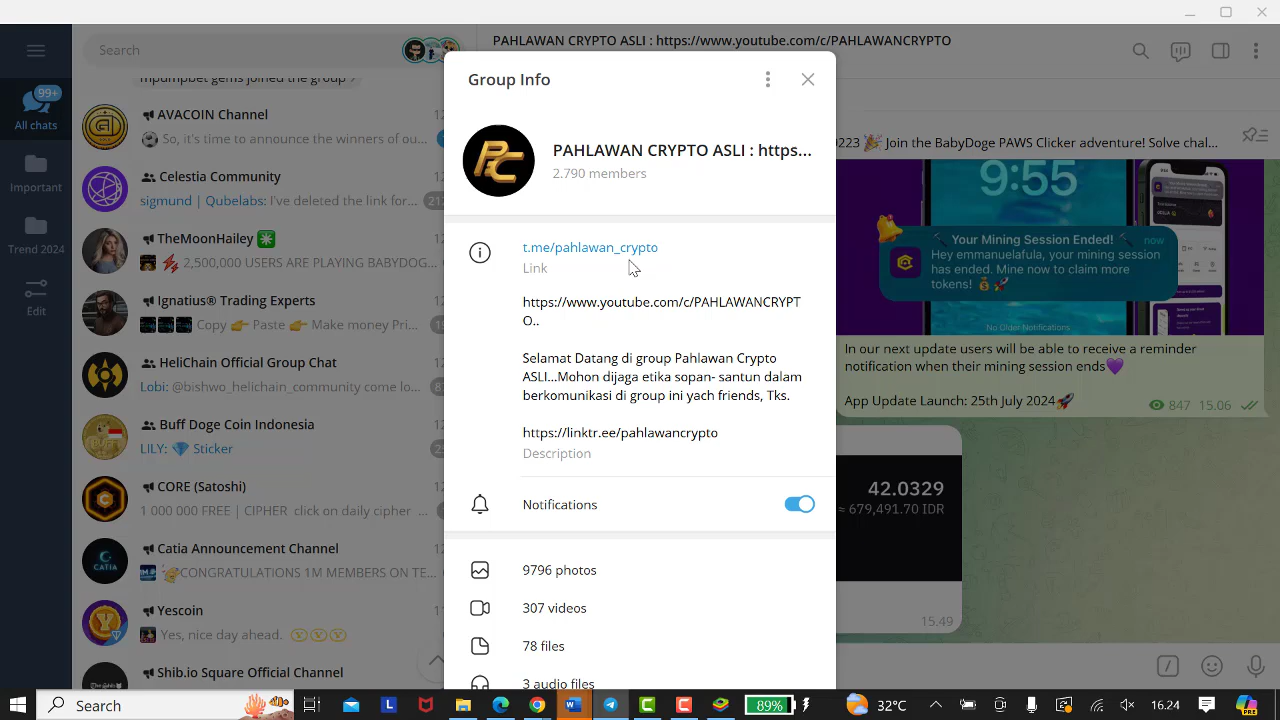 Search
PAHLAWAN CRYPTO ASLI : https://www.youtube.com/c/PAHLAWANCRYPTO
99+
All chats
Important
Trend 2024
Edit
mpumpbet gems joined the group
AVACOIN Channel
So, it's time to announce the winners of ou...
Celestia Community
sigmund | Qubelabs: I've deleted the link for...
TheMoonHailey
2,500,000 USERS ARE PLAYING BABYDOG...
Ignatius® Trading Experts
Copy 👉 Paste 👉 Make money Pri...
HeliChain Official Group Chat
Lobi: @bishwo_helichain_community come lo...
Buff Doge Coin Indonesia
LILY: 💎 Sticker
CORE (Satoshi)
1 000 000 FREE | CIPHER click on daily cipher ...
Catia Announcement Channel
CATIA
CONGRATULATIONS 1M MEMBERS ON TE...
Yescoin
Yes, nice day ahead.
Shib.io Square Official Channel
Group Info
PAHLAWAN CRYPTO ASLI : https...
2.790 members
t.me/pahlawan_crypto
Link
https://www.youtube.com/c/PAHLAWANCRYPT
O..
Selamat Datang di group Pahlawan Crypto
ASLI...Mohon dijaga etika sopan- santun dalam
berkomunikasi di group ini yach friends, Tks.
https://linktr.ee/pahlawancrypto
Description
Notifications
9796 photos
307 videos
78 files
3 audio files
0223 🎉 Join the BabyDoge PAWS Clicker adventure! Solve chal...
9:55
Your Mining Session Ended!
now
Hey emmanuelafuha, your mining session
has ended. Mine now to claim more
tokens! 💰🚀
No Older Notifications
In our next update users will be able to receive a reminder
notification when their mining session ends💜
App Update Launch: 25th July 2024🚀
847 15.06
42.0329
≈ 679,491.70 IDR
15.49
Search
89%
32°C
16.24